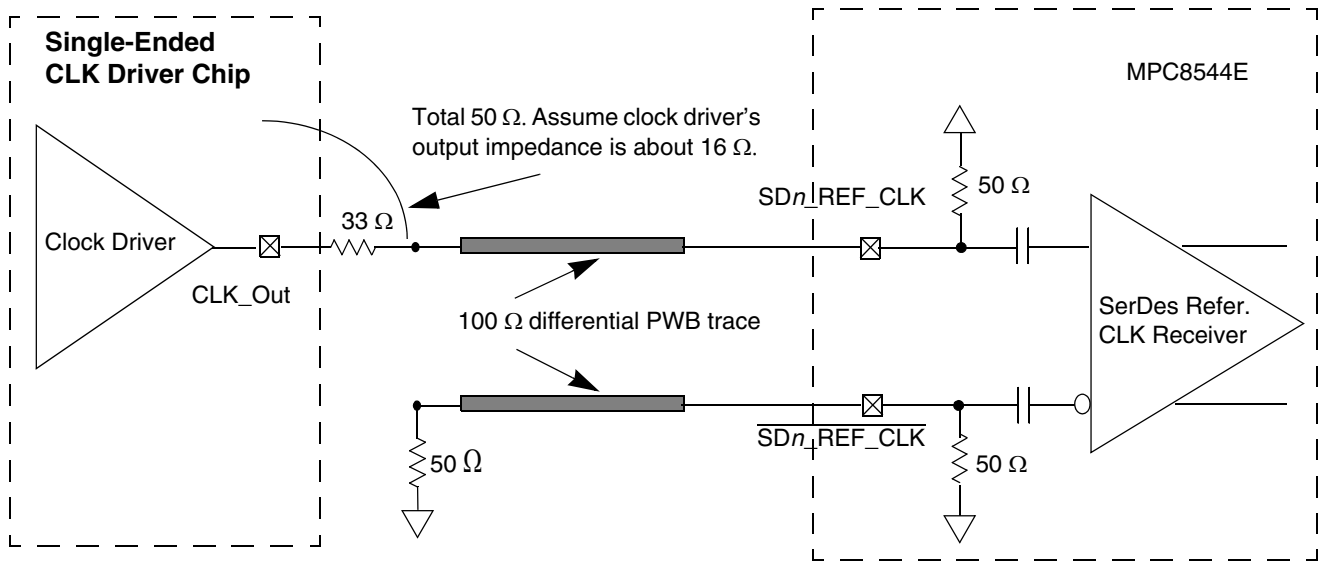 Single-Ended
CLK Driver Chip
MPC8544E
Total 50 Ω. Assume clock driver's
output impedance is about 16 Ω.
SDn_REF_CLK
50 Ω
33 Ω
Clock Driver
CLK_Out
100 Ω differential PWB trace
SerDes Refer.
CLK Receiver
SDn_REF_CLK
50 Ω
50 Ω